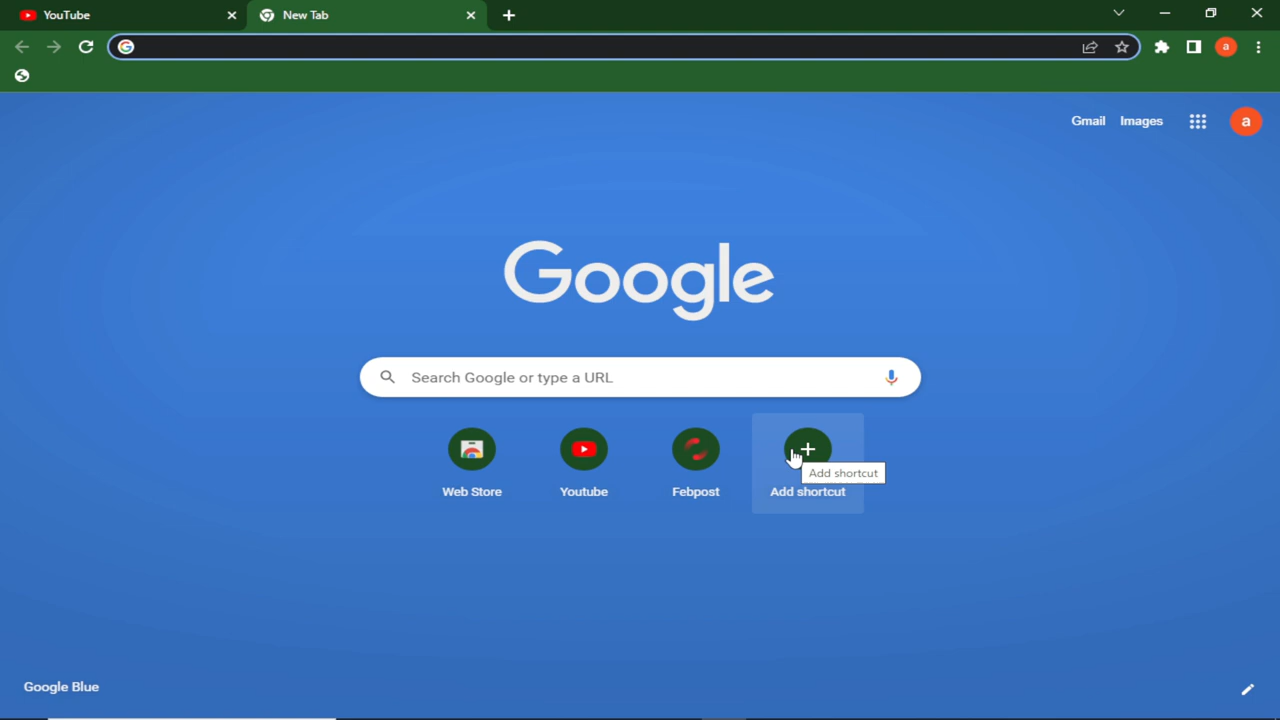 YouTube
New Tab
a
Gmail
Images
a
Google
Search Google or type a URL
Web Store
Youtube
Febpost
Add shortcut
Add shortcut
Google Blue